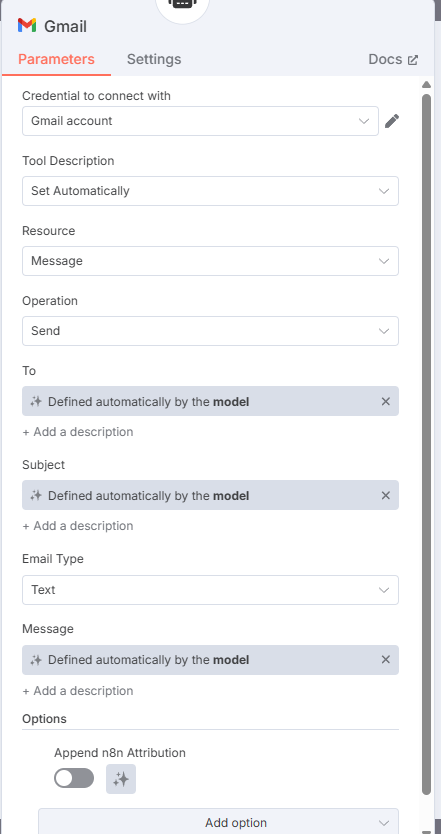 Gmail
Parameters Settings Docs
Credential to connect with
Gmail account
Tool Description
Set Automatically
Resource
Message
Operation
Send
To
Defined automatically by the model
+ Add a description
Subject
Defined automatically by the model
+ Add a description
Email Type
Text
Message
Defined automatically by the model
+ Add a description
Options
Append n8n Attribution
Add option